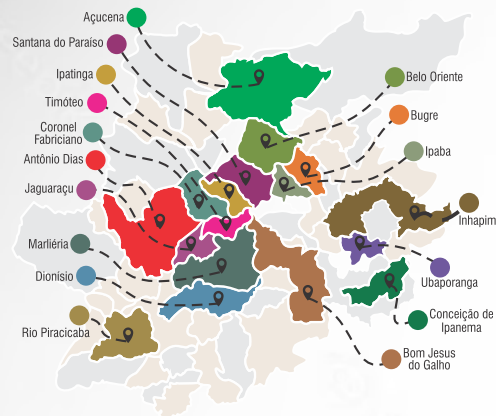 Açucena
Santana do Paraíso
Ipatinga
Timóteo
Coronel
Fabriciano
Antônio Dias
Jaguaraçu
Marliéria
Dionísio
Rio Piracicaba
Belo Oriente
Bugre
Ipaba
Inhapim
Ubaporanga
Conceição de
Ipanema
Bom Jesus
do Galho